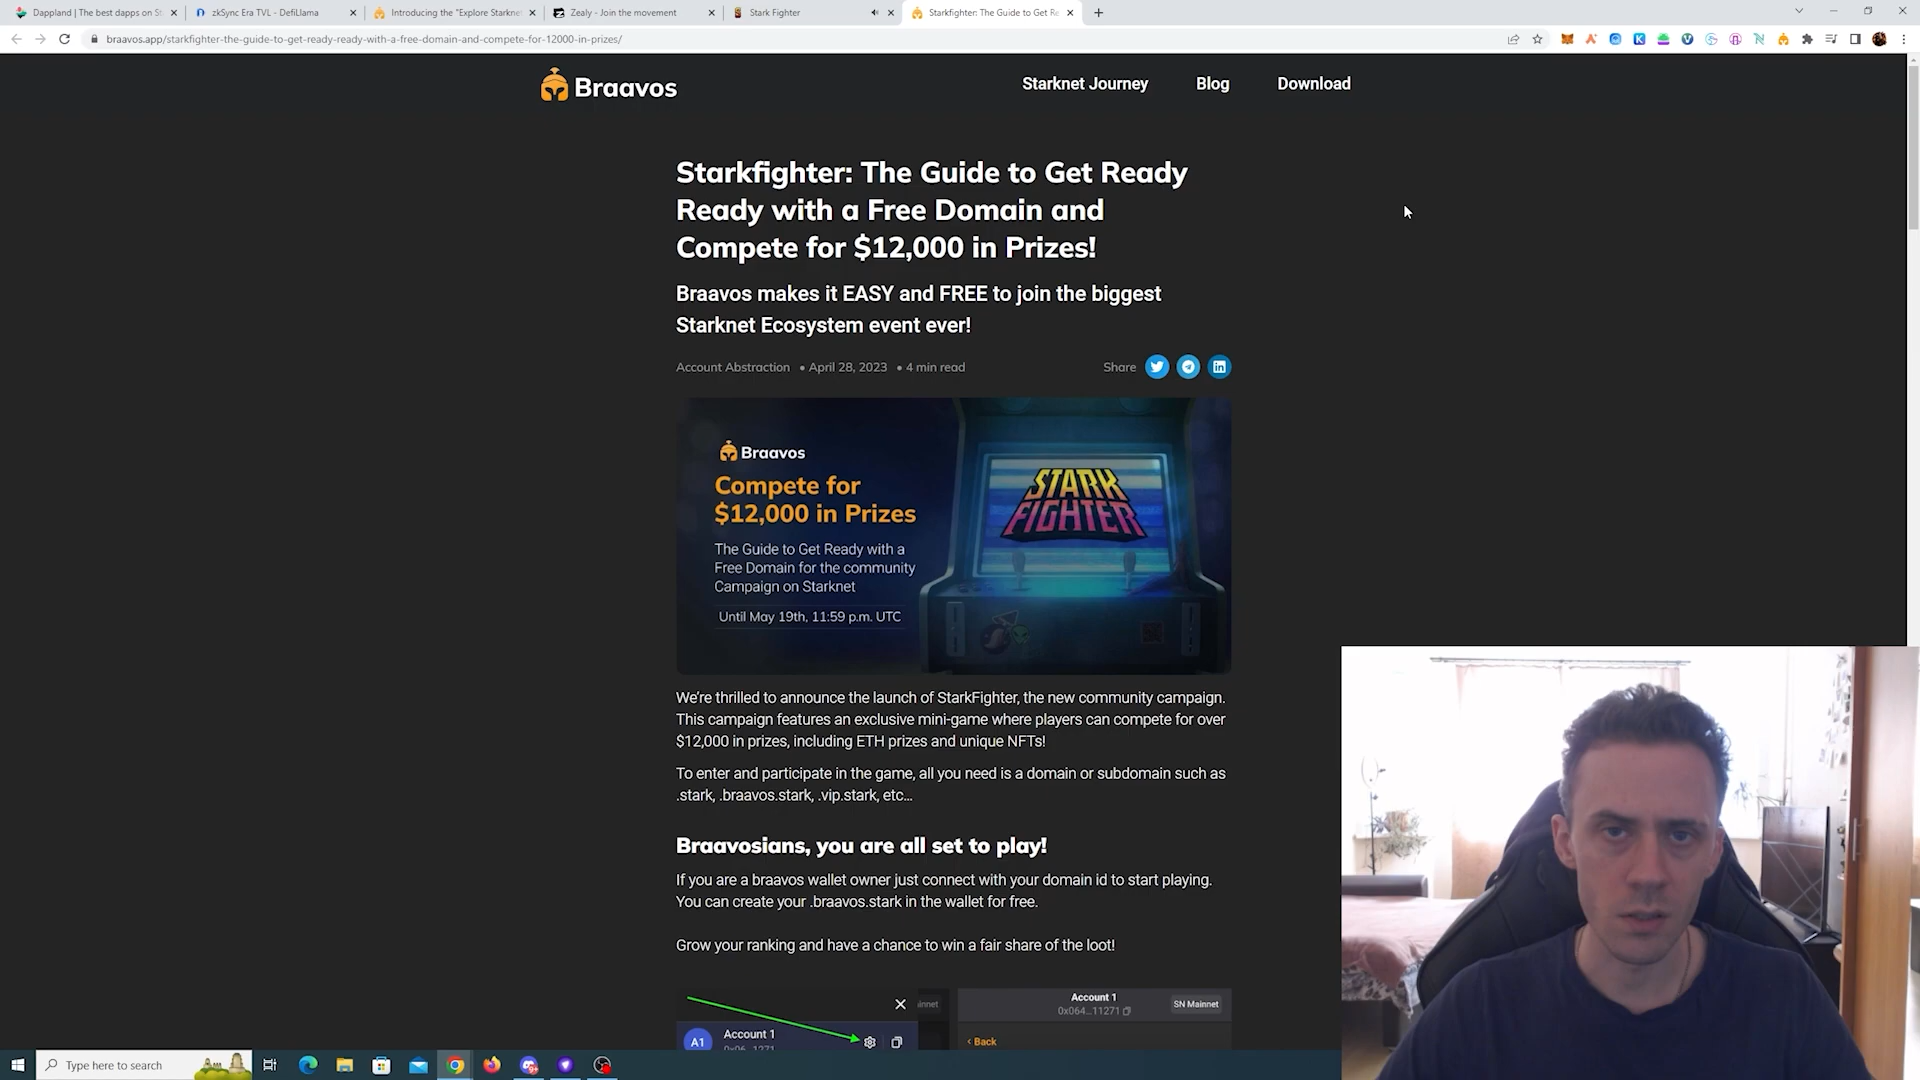 Dappland | The best dapps on St
zkSync Era TVL - DefiLlama
Introducing the "Explore Starkne
Zealy - Join the movement
Stark Fighter
Starkfighter: The Guide to Get Re
braavos.app/starkfighter-the-guide-to-get-ready-ready-with-a-free-domain-and-compete-for-12000-in-prizes/
Braavos
Starknet Journey
Blog
Download
Starkfighter: The Guide to Get Ready
Ready with a Free Domain and
Compete for $12,000 in Prizes!
Braavos makes it EASY and FREE to join the biggest
Starknet Ecosystem event ever!
Account Abstraction • April 28, 2023 • 4 min read
Share
Braavos
Compete for
$12,000 in Prizes
The Guide to Get Ready with a
Free Domain for the community
Campaign on Starknet
Until May 19th, 11:59 p.m. UTC
STARK
FIGHTER
We’re thrilled to announce the launch of StarkFighter, the new community campaign.
This campaign features an exclusive mini-game where players can compete for over
$12,000 in prizes, including ETH prizes and unique NFTs!
To enter and participate in the game, all you need is a domain or subdomain such as
.stark, .braavos.stark, .vip.stark, etc…
Braavosians, you are all set to play!
If you are a braavos wallet owner just connect with your domain id to start playing.
You can create your .braavos.stark in the wallet for free.
Grow your ranking and have a chance to win a fair share of the loot!
A1
Account 1
Account 1
0x064...11271
SN Mainnet
‹ Back
Type here to search